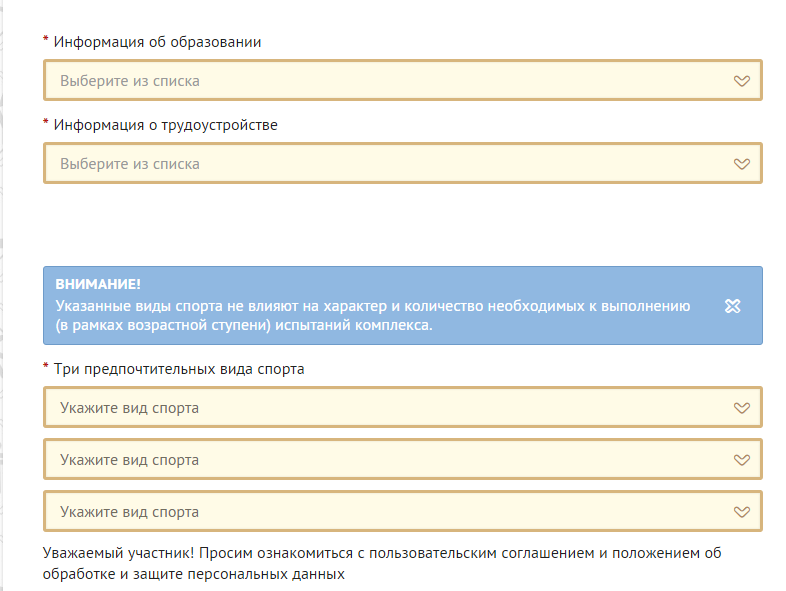 * Информация об образовании
Выберите из списка
* Информация о трудоустройстве
Выберите из списка
ВНИМАНИЕ!
Указанные виды спорта не влияют на характер и количество необходимых к выполнению
(в рамках возрастной ступени) испытаний комплекса.
* Три предпочтительных вида спорта
Укажите вид спорта
Укажите вид спорта
Укажите вид спорта
Уважаемый участник! Просим ознакомиться с пользовательским соглашением и положением об
обработке и защите персональных данных